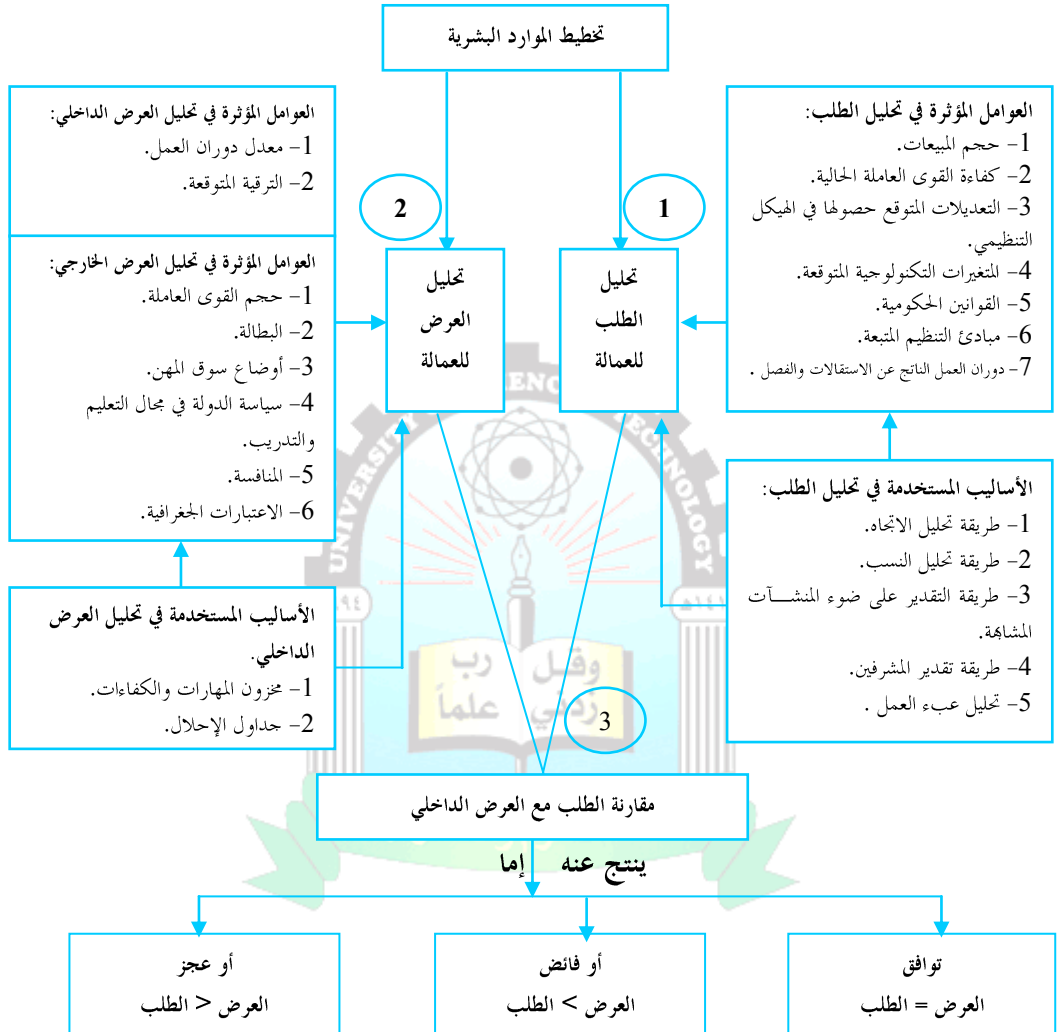 تخطيط الموارد البشرية
العوامل المؤثرة في تحليل الطلب:
1- حجم المبيعات.
2- كفاءة القوى العاملة الحالية.
3- التعديلات المتوقع حصولها في الهيكل
التنظيمي.
4- المتغيرات التكنولوجية المتوقعة.
5- القوانين الحكومية.
6- مبادئ التنظيم المتبعة.
7- دوران العمل الناتج عن الاستقالات والفصل .
العوامل المؤثرة في تحليل العرض الداخلي:
1- معدل دوران العمل.
2- الترقية المتوقعة.
1
2
العوامل المؤثرة في تحليل العرض الخارجي:
1- حجم القوى العاملة.
2- البطالة.
3- أوضاع سوق المهن.
4- سياسة الدولة في مجال التعليم
والتدريب.
5- المنافسة.
6- الاعتبارات الجغرافية.
تحليل
الطلب
للعمالة
تحليل
العرض
للعمالة
الأساليب المستخدمة في تحليل الطلب:
1- طريقة تحليل الاتجاه.
2- طريقة تحليل النسب.
3- طريقة التقدير على ضوء المنشـــآت
المشابهة.
4- طريقة تقدير المشرفين.
5- تحليل عبء العمل .
الأساليب المستخدمة في تحليل العرض
الداخلي.
1- مخزون المهارات والكفاءات.
2- جداول الإحلال.
UNIVERSITY
TECHNOLOGY
وقل رب
زدني علماً
3
مقارنة الطلب مع العرض الداخلي
ينتج عنه إما
توافق
العرض = الطلب
أو فائض
العرض > الطلب
أو عجز
العرض < الطلب